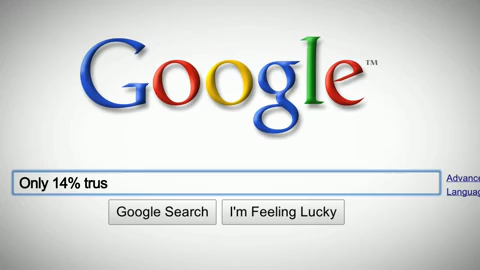 Google™
Only 14% trus
Advance
Languag
Google Search
I'm Feeling Lucky